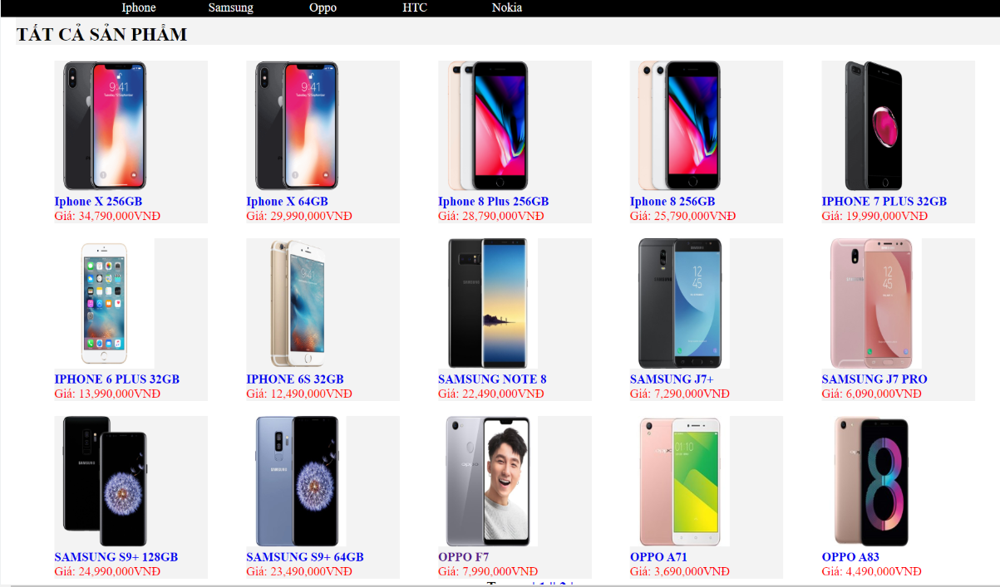 Iphone Samsung Oppo HTC Nokia
TẤT CẢ SẢN PHẨM
Iphone X 256GB
Giá: 34,790,000VNĐ
Iphone X 64GB
Giá: 29,990,000VNĐ
Iphone 8 Plus 256GB
Giá: 28,790,000VNĐ
Iphone 8 256GB
Giá: 25,790,000VNĐ
IPHONE 7 PLUS 32GB
Giá: 19,990,000VNĐ
IPHONE 6 PLUS 32GB
Giá: 13,990,000VNĐ
IPHONE 6S 32GB
Giá: 12,490,000VNĐ
SAMSUNG NOTE 8
Giá: 22,490,000VNĐ
SAMSUNG J7+
Giá: 7,290,000VNĐ
SAMSUNG J7 PRO
Giá: 6,090,000VNĐ
SAMSUNG S9+ 128GB
Giá: 24,990,000VNĐ
SAMSUNG S9+ 64GB
Giá: 23,490,000VNĐ
OPPO F7
Giá: 7,990,000VNĐ
OPPO A71
Giá: 3,690,000VNĐ
OPPO A83
Giá: 4,490,000VNĐ